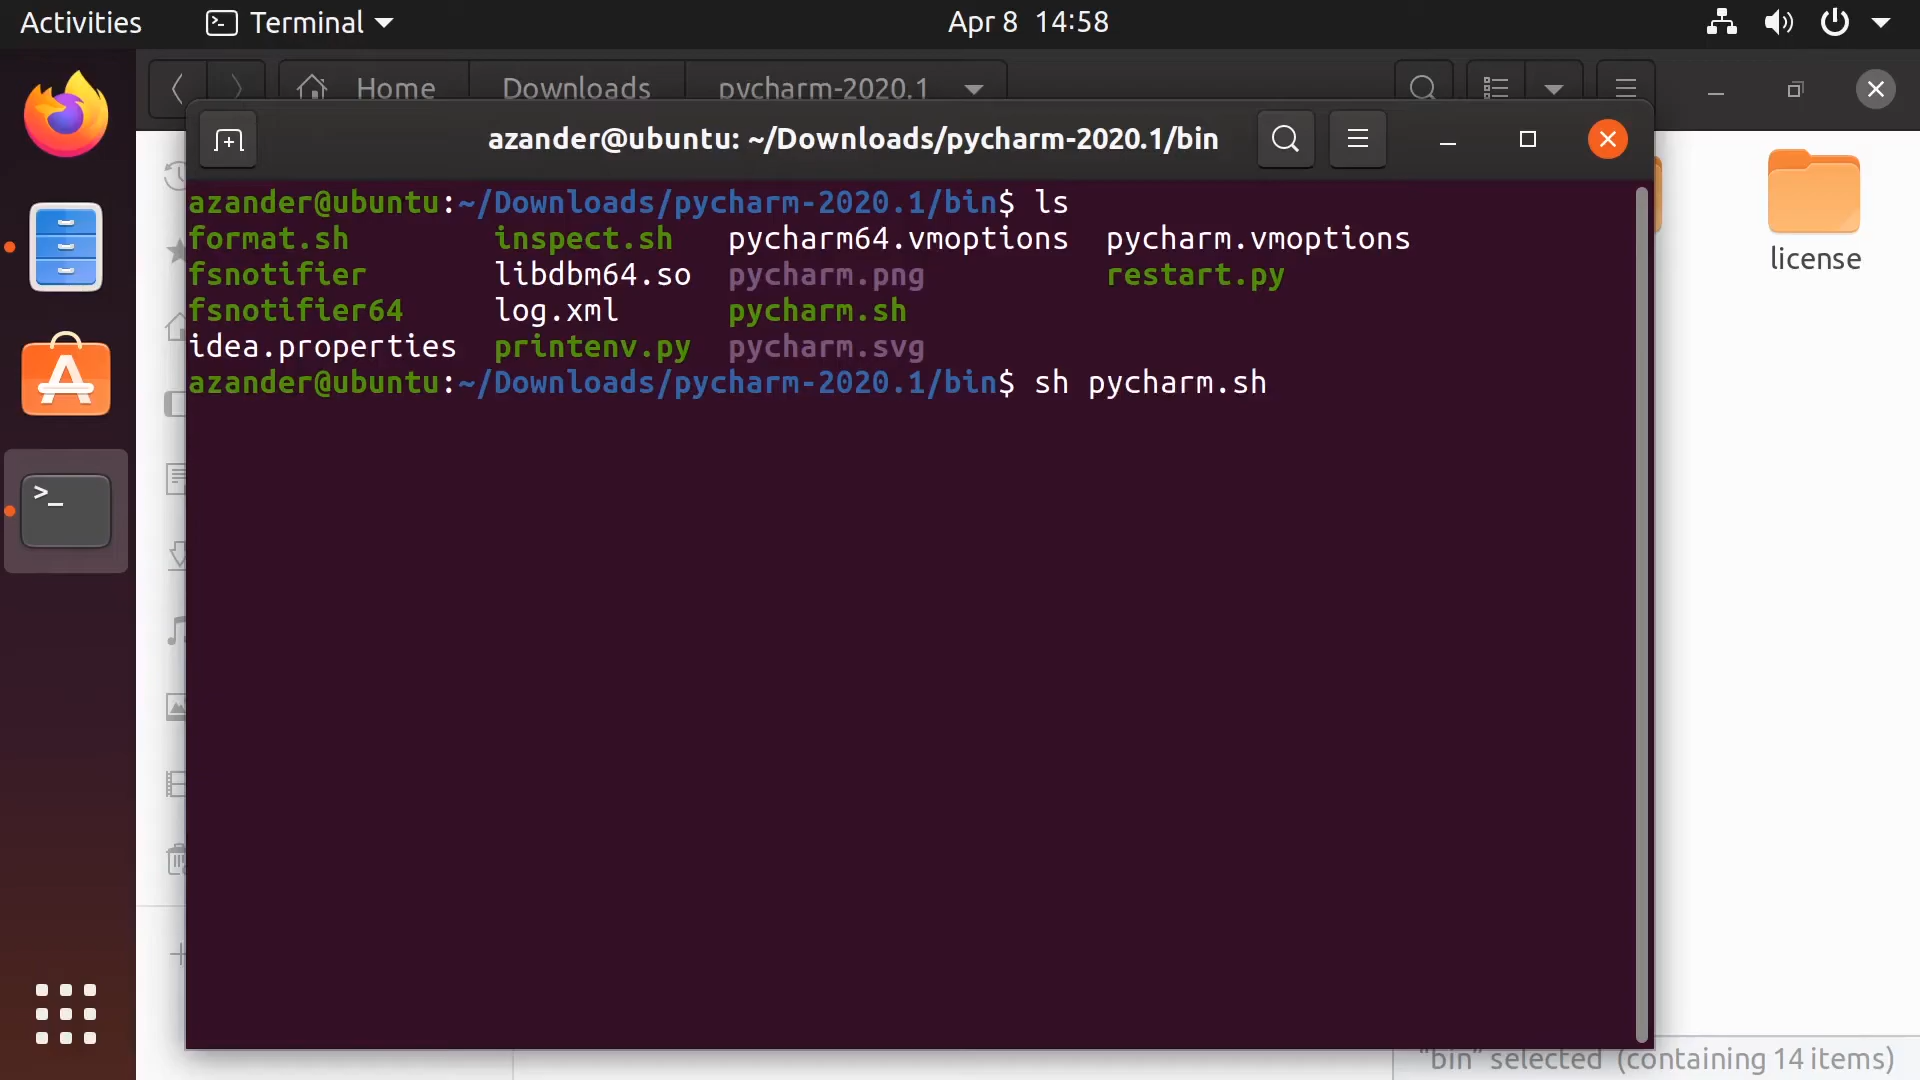 Activities Terminal Apr 8 14:58
Home Downloads pycharm-2020.1
azander@ubuntu: ~/Downloads/pycharm-2020.1/bin
azander@ubuntu:~/Downloads/pycharm-2020.1/bin$ ls
format.sh inspect.sh pycharm64.vmoptions pycharm.vmoptions
fsnotifier libdbm64.so pycharm.png restart.py
fsnotifier64 log.xml pycharm.sh
idea.properties printenv.py pycharm.svg
azander@ubuntu:~/Downloads/pycharm-2020.1/bin$ sh pycharm.sh
license
"bin" selected (containing 14 items)